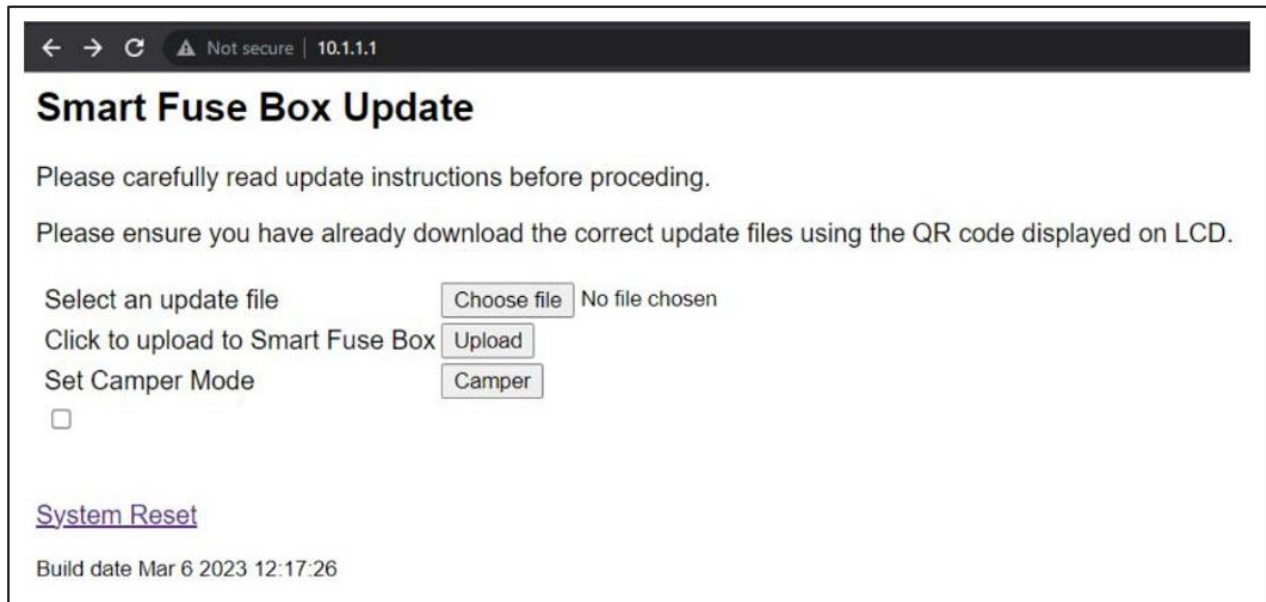 Not secure | 10.1.1.1
Smart Fuse Box Update
Please carefully read update instructions before proceding.
Please ensure you have already download the correct update files using the QR code displayed on LCD.
Select an update file Choose file No file chosen
Click to upload to Smart Fuse Box Upload
Set Camper Mode Camper
System Reset
Build date Mar 6 2023 12:17:26